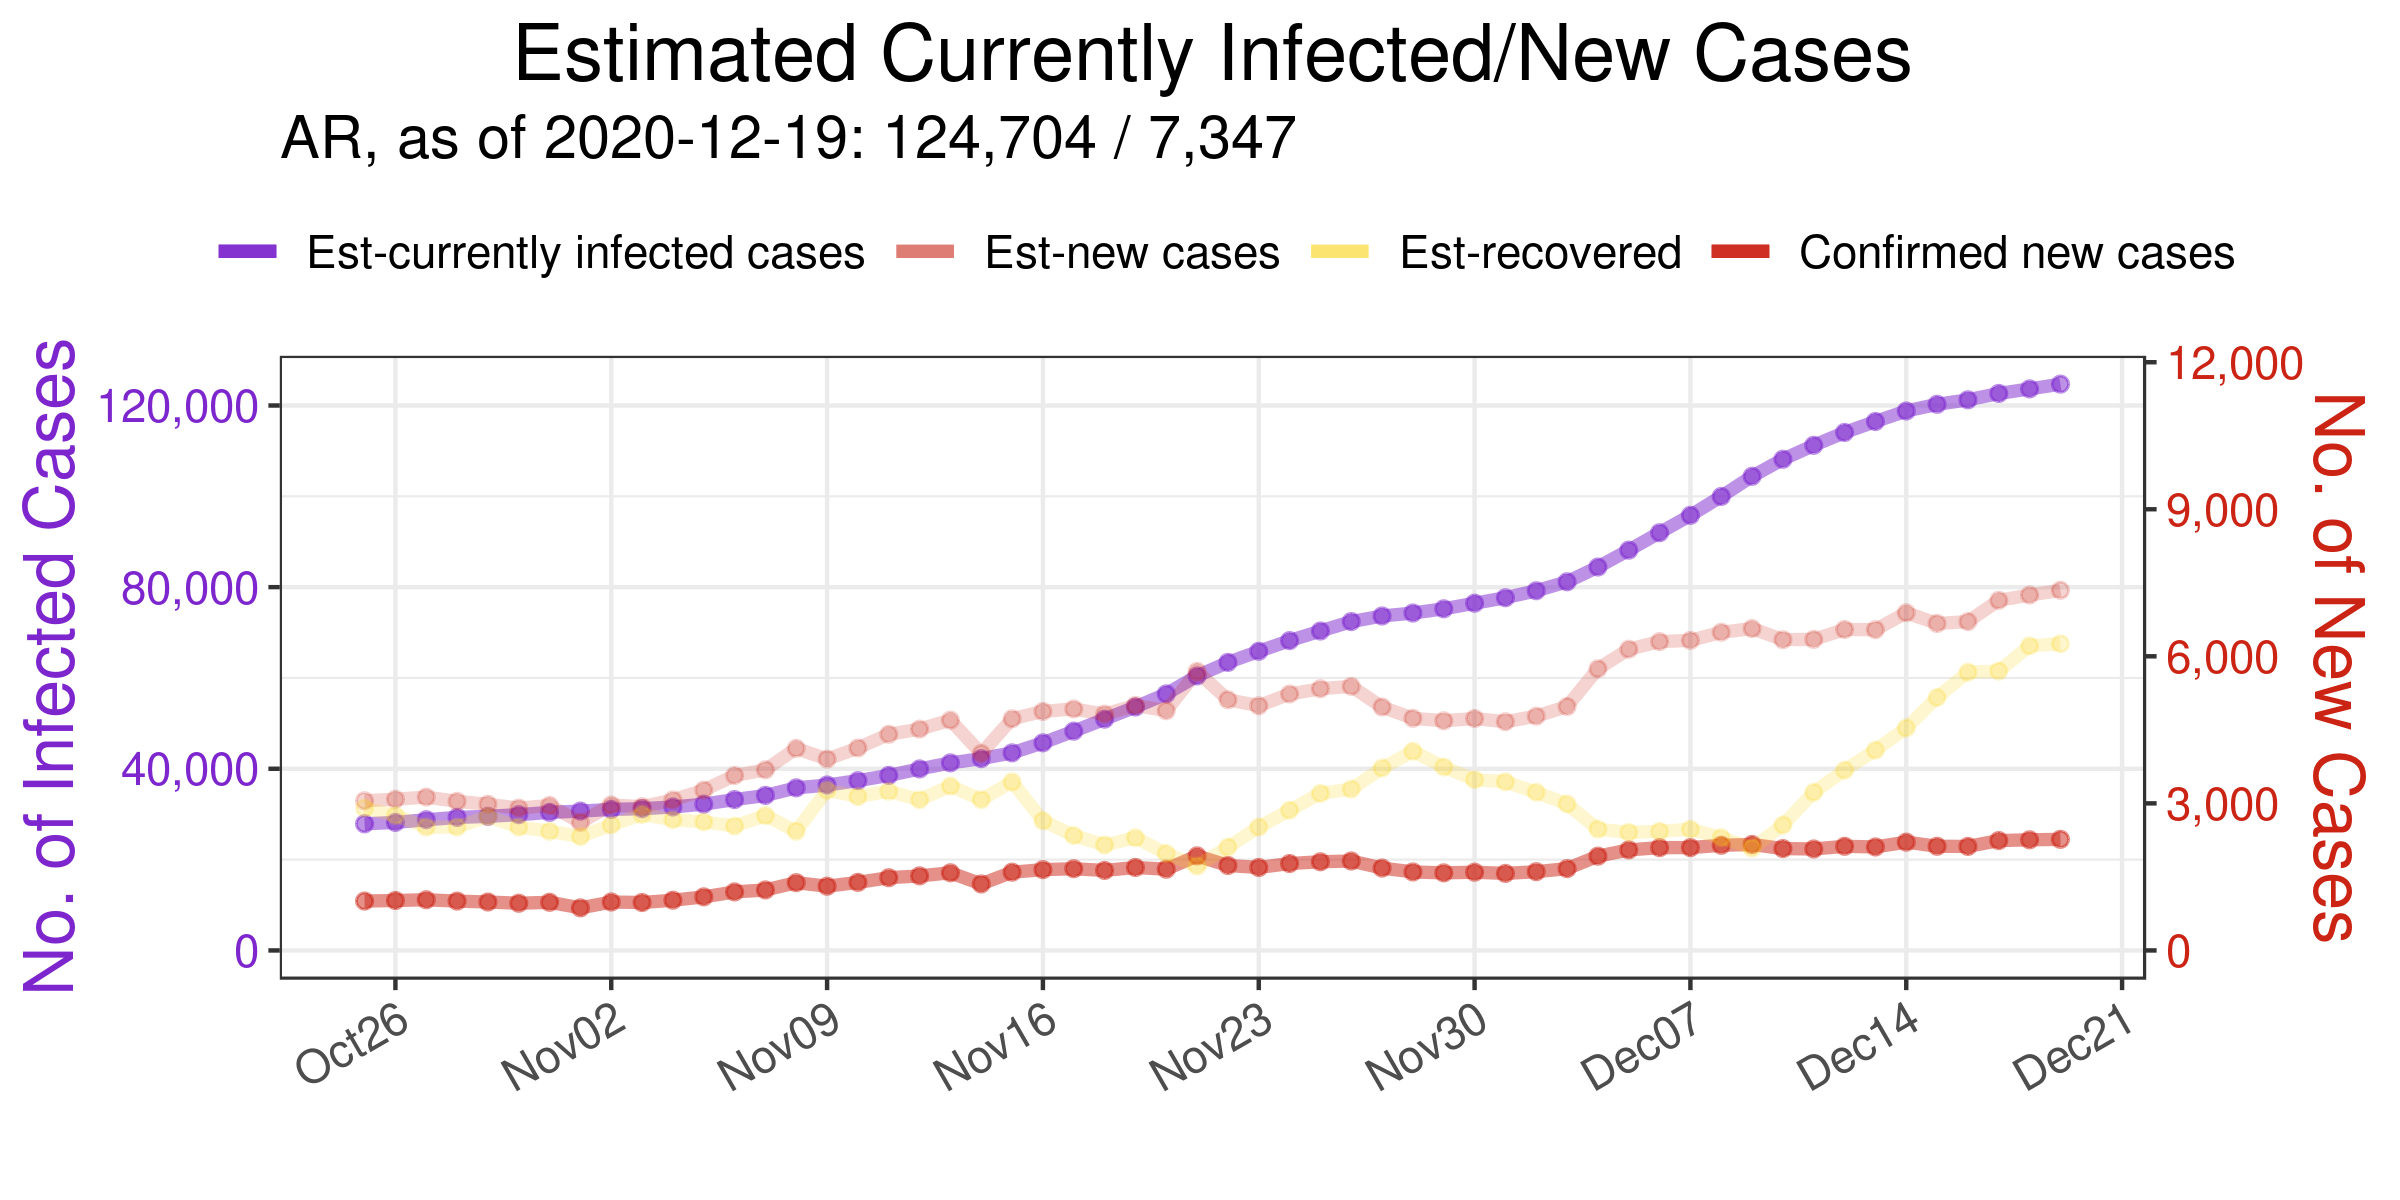 Estimated Currently Infected/New Cases
AR, as of 2020-12-19: 124,704 / 7,347
Est-currently infected cases Est-new cases Est-recovered Confirmed new cases
No. of Infected Cases
120,000
80,000
40,000
0
12,000
9,000
6,000
3,000
0
No. of New Cases
Oct26 Nov02 Nov09 Nov16 Nov23 Nov30 Dec07 Dec14 Dec21